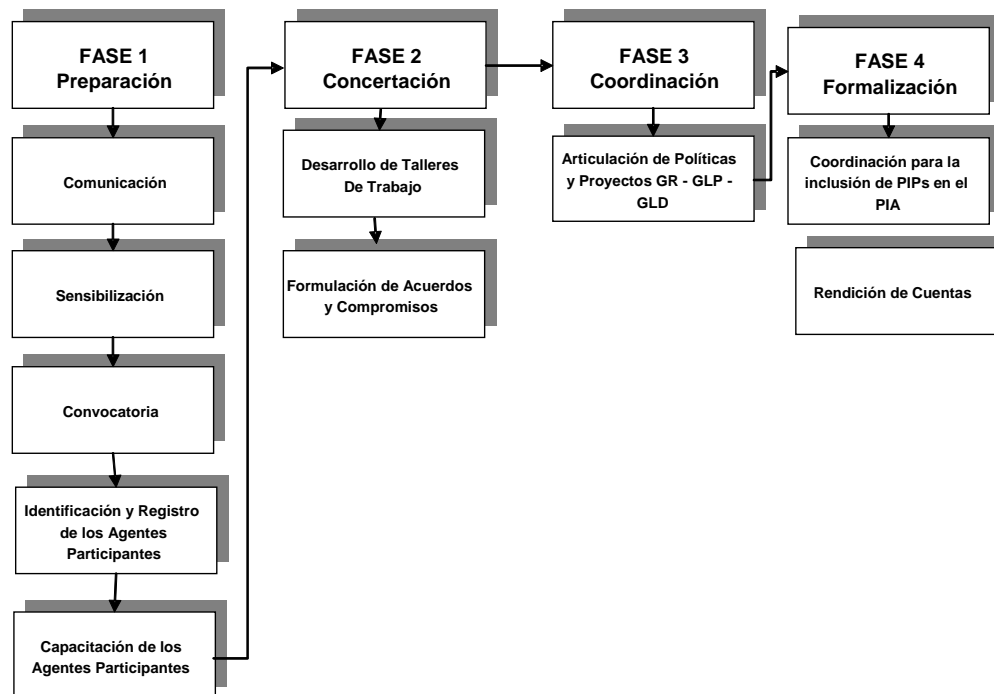 FASE 1
Preparación
Comunicación
Sensibilización
Convocatoria
Identificación y Registro
de los Agentes
Participantes
Capacitación de los
Agentes Participantes
FASE 2
Concertación
Desarrollo de Talleres
De Trabajo
Formulación de Acuerdos
y Compromisos
FASE 3
Coordinación
Articulación de Políticas
y Proyectos GR - GLP -
GLD
FASE 4
Formalización
Coordinación para la
inclusión de PIPs en el
PIA
Rendición de Cuentas